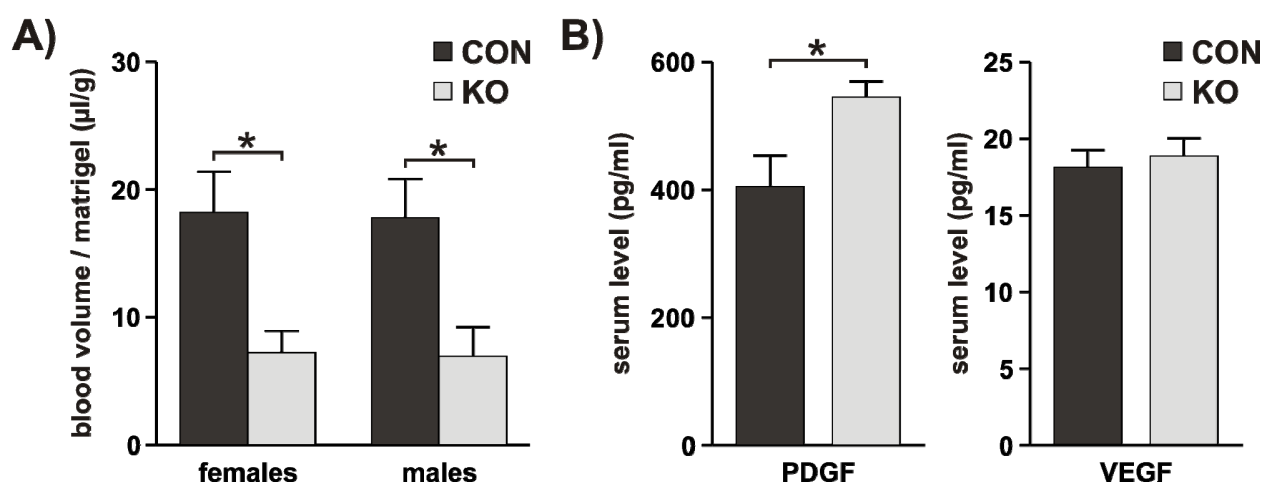 A)
CON
KO
blood volume / matrigel (µl/g)
30
20
10
0
*
*
females
males
B)
serum level (pg/ml)
600
400
200
0
*
PDGF
CON
KO
serum level (pg/ml)
25
20
15
10
5
0
VEGF